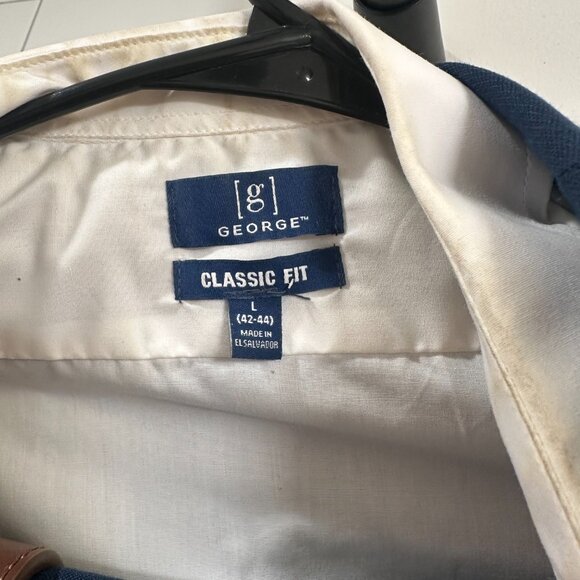 [g]
GEORGE™
CLASSIC FIT
L
(42-44)
MADE IN
EL SALVADOR